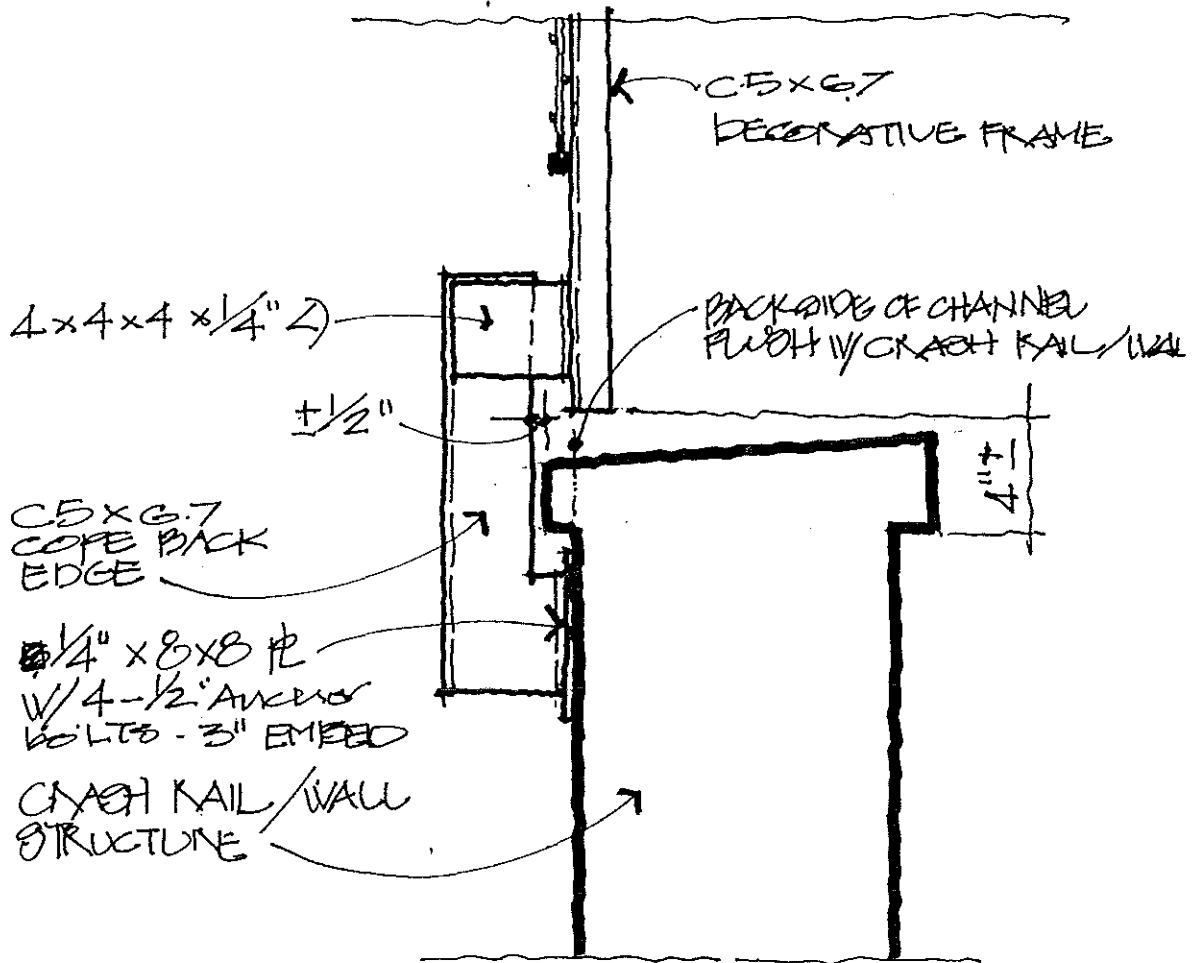 C5×6.7
DECORATIVE FRAME
4×4×4×1/4" ∠
BACKSIDE OF CHANNEL
FLUSH W/ CRASH RAIL/WAL
±1/2"
4"±
C5×6.7
COPE BACK
EDGE
1/4" × 8×8 PL
W/ 4-1/2" ANCHOR
BOLTS - 3" EMBED
CRASH RAIL/WALL
STRUCTURE